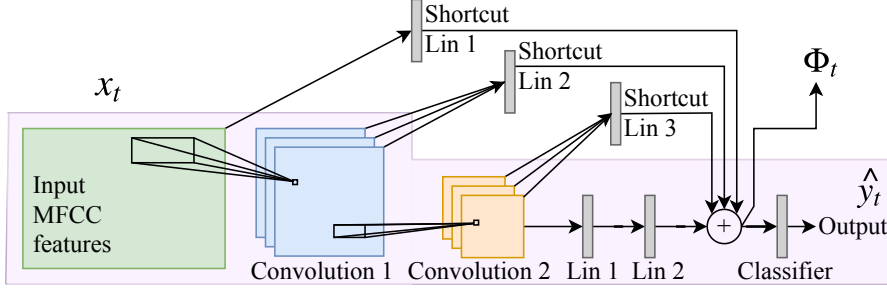 Shortcut
Lin 1
Shortcut
Lin 2
Φt
xt
Shortcut
Lin 3
Input
MFCC
features
ŷt
+
Output
Convolution 1
Convolution 2
Lin 1
Lin 2
Classifier